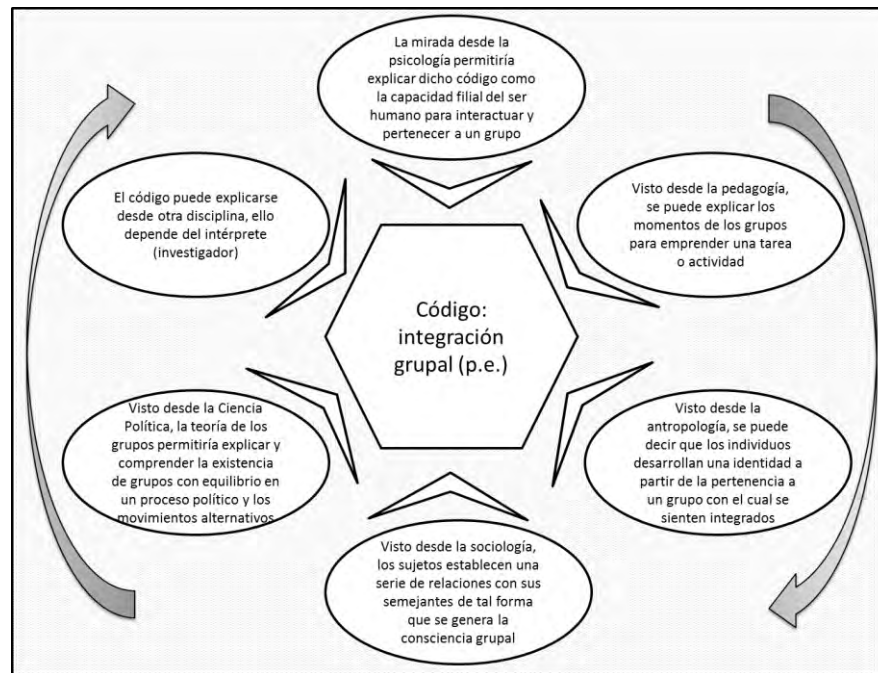 La mirada desde la
psicología permitiría
explicar dicho código como
la capacidad filial del ser
humano para interactuar y
pertenecer a un grupo
El código puede explicarse
desde otra disciplina, ello
depende del intérprete
(investigador)
Visto desde la pedagogía,
se puede explicar los
momentos de los grupos
para emprender una tarea
o actividad
Código:
integración
grupal (p.e.)
Visto desde la Ciencia
Política, la teoría de los
grupos permitiría explicar y
comprender la existencia
de grupos con equilibrio en
un proceso político y los
movimientos alternativos
Visto desde la
antropología, se puede
decir que los individuos
desarrollan una identidad a
partir de la pertenencia a
un grupo con el cual se
sienten integrados
Visto desde la sociología,
los sujetos establecen una
serie de relaciones con sus
semejantes de tal forma
que se genera la
consciencia grupal